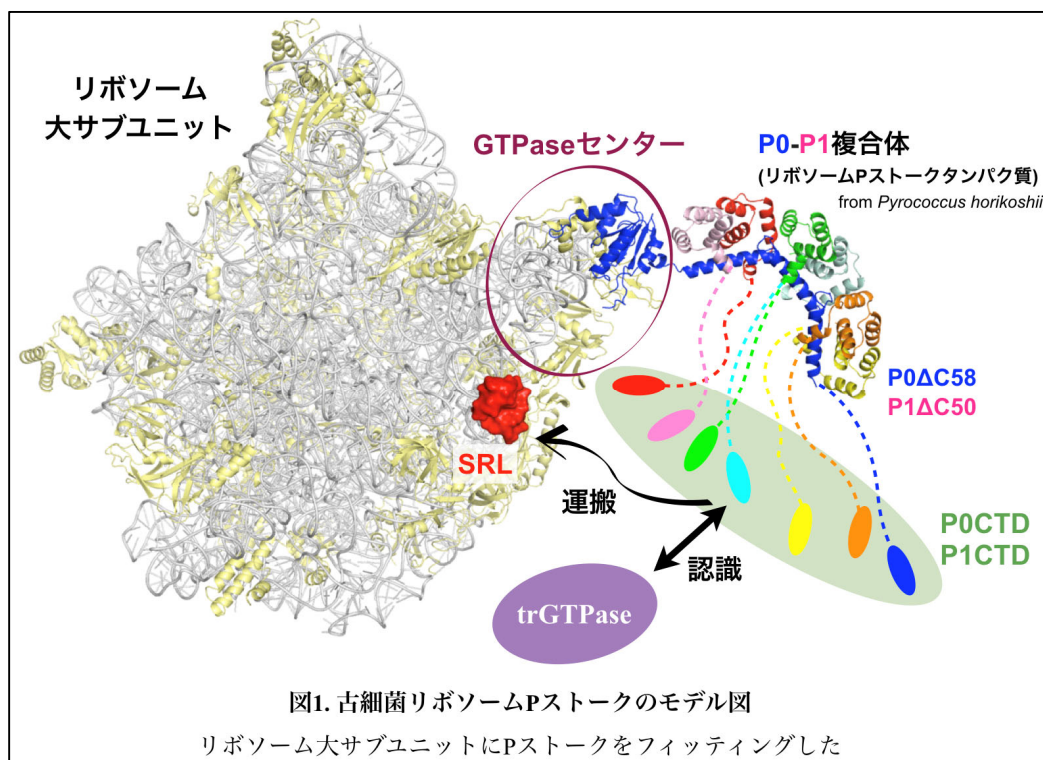 リボソーム
大サブユニット
GTPaseセンター
P0-P1複合体
(リボソームPストークタンパク質)
from Pyrococcus horikoshii
P0ΔC58
P1ΔC50
SRL
運搬
認識
P0CTD
P1CTD
trGTPase
図1. 古細菌リボソームPストークのモデル図
リボソーム大サブユニットにPストークをフィッティングした